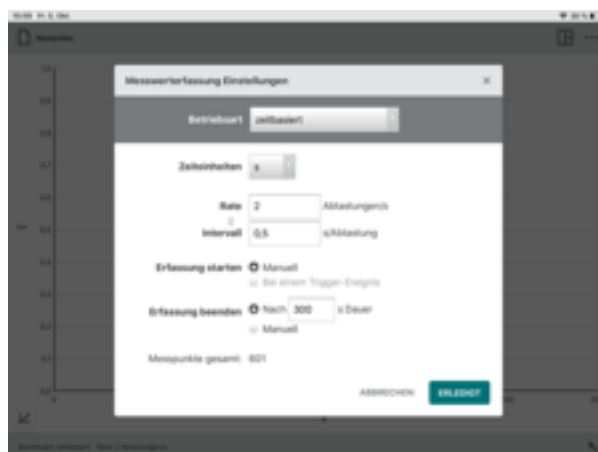 Messwerterfassung Einstellungen ×
Betriebsart zeitbasiert
Zeiteinheiten s
Rate 2 Abtastungen/s
Intervall 0,5 s/Abtastung
Erfassung starten Manuell
Bei einem Trigger-Ereignis
Erfassung beenden Nach 300 s Dauer
Manuell
Messpunkte gesamt: 601
ABBRECHEN ERLEDIGT